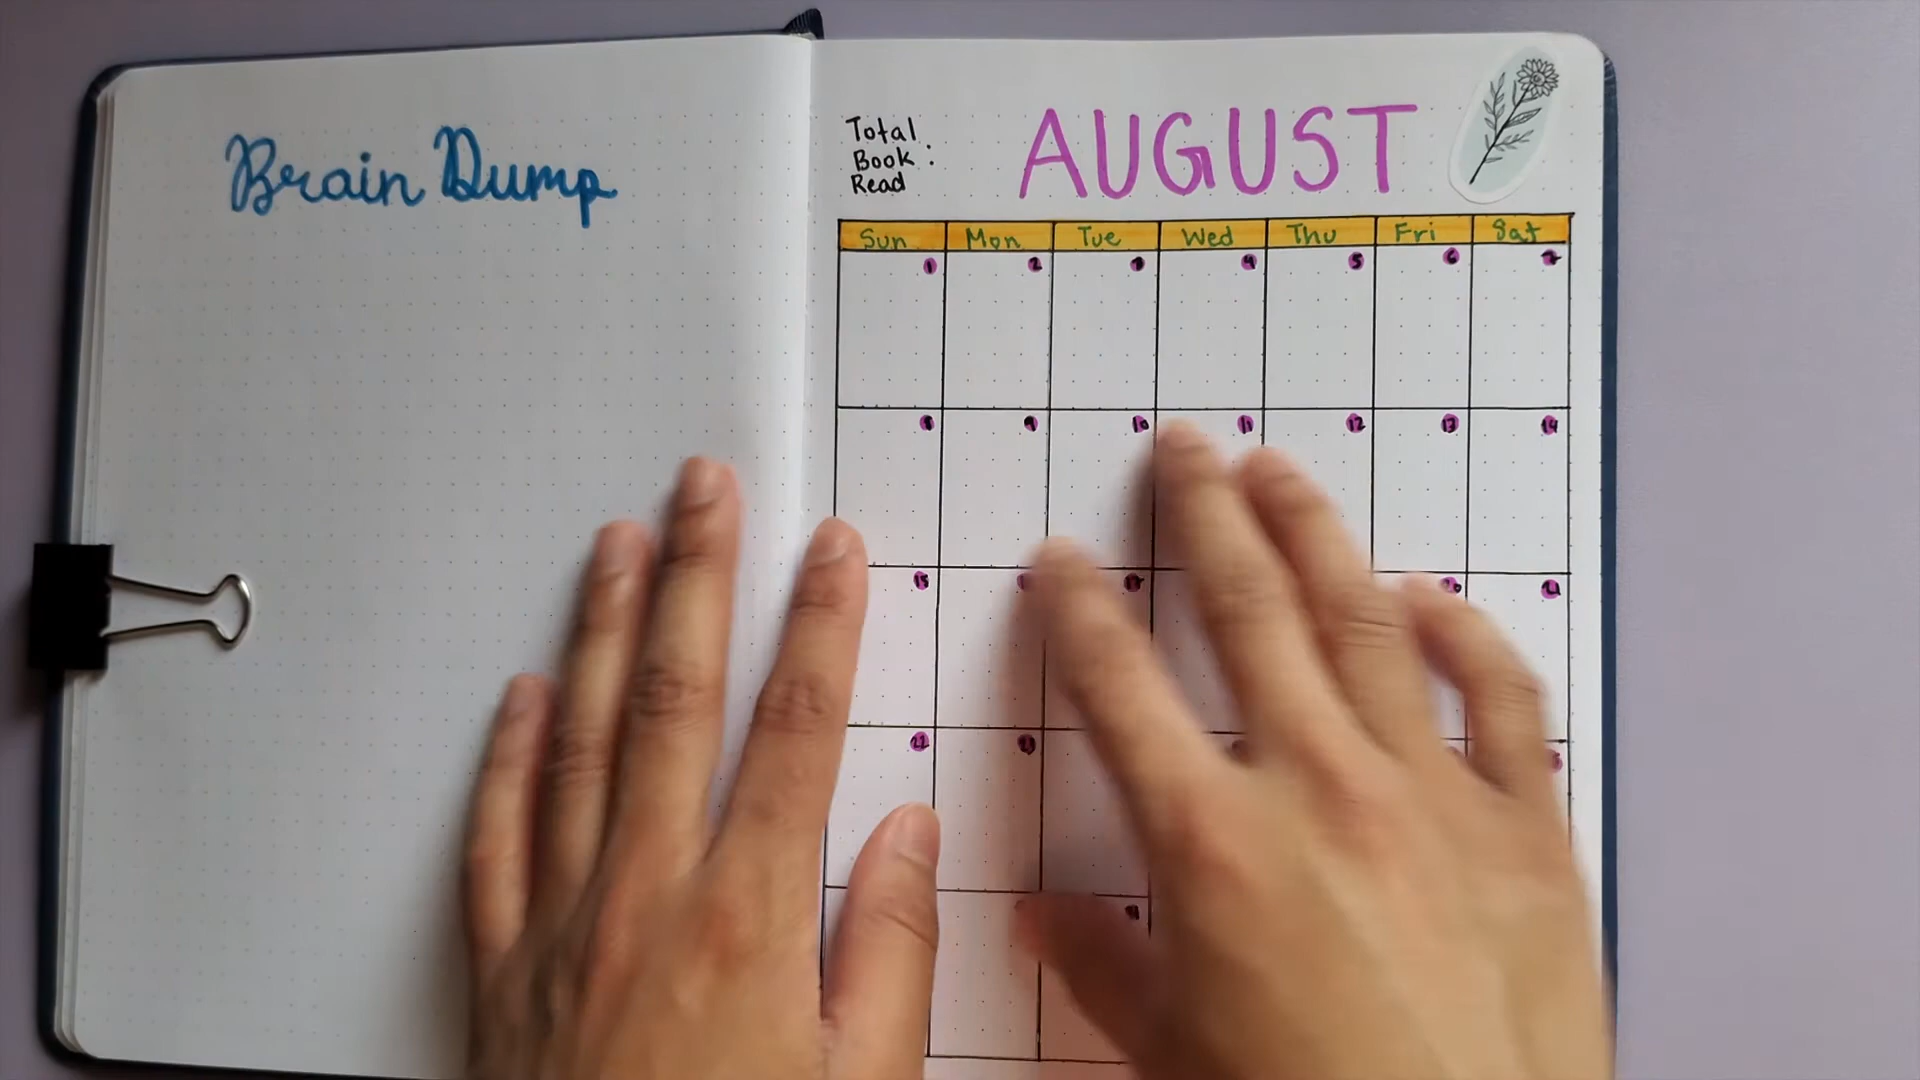 Brain Dump
Total
Book :
Read
AUGUST
Sun Mon Tue Wed Thu Fri Sat
1 2 3 4 5 6 7
8 9 10 11 12 13 14
15 17 20 21
22 23